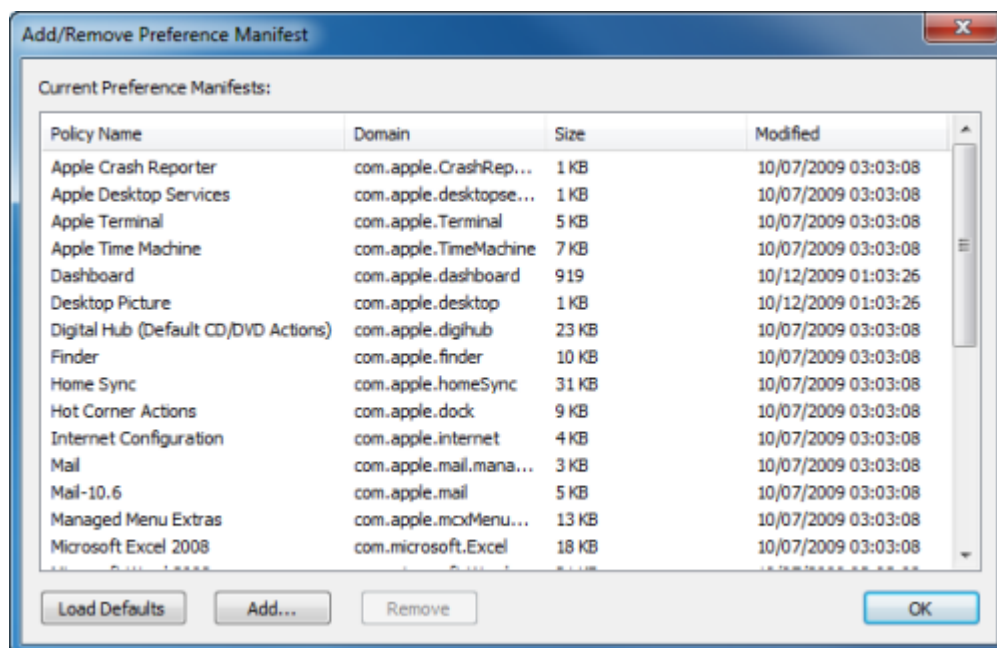 Add/Remove Preference Manifest
Current Preference Manifests:
Policy Name Domain Size Modified
Apple Crash Reporter com.apple.CrashRep... 1 KB 10/07/2009 03:03:08
Apple Desktop Services com.apple.desktopse... 1 KB 10/07/2009 03:03:08
Apple Terminal com.apple.Terminal 5 KB 10/07/2009 03:03:08
Apple Time Machine com.apple.TimeMachine 7 KB 10/07/2009 03:03:08
Dashboard com.apple.dashboard 919 10/12/2009 01:03:26
Desktop Picture com.apple.desktop 1 KB 10/12/2009 01:03:26
Digital Hub (Default CD/DVD Actions) com.apple.digihub 23 KB 10/07/2009 03:03:08
Finder com.apple.finder 10 KB 10/07/2009 03:03:08
Home Sync com.apple.homeSync 31 KB 10/07/2009 03:03:08
Hot Corner Actions com.apple.dock 9 KB 10/07/2009 03:03:08
Internet Configuration com.apple.internet 4 KB 10/07/2009 03:03:08
Mail com.apple.mail.mana... 3 KB 10/07/2009 03:03:08
Mail-10.6 com.apple.mail 5 KB 10/07/2009 03:03:08
Managed Menu Extras com.apple.mcxMenu... 13 KB 10/07/2009 03:03:08
Microsoft Excel 2008 com.microsoft.Excel 18 KB 10/07/2009 03:03:08
Load Defaults Add... Remove OK